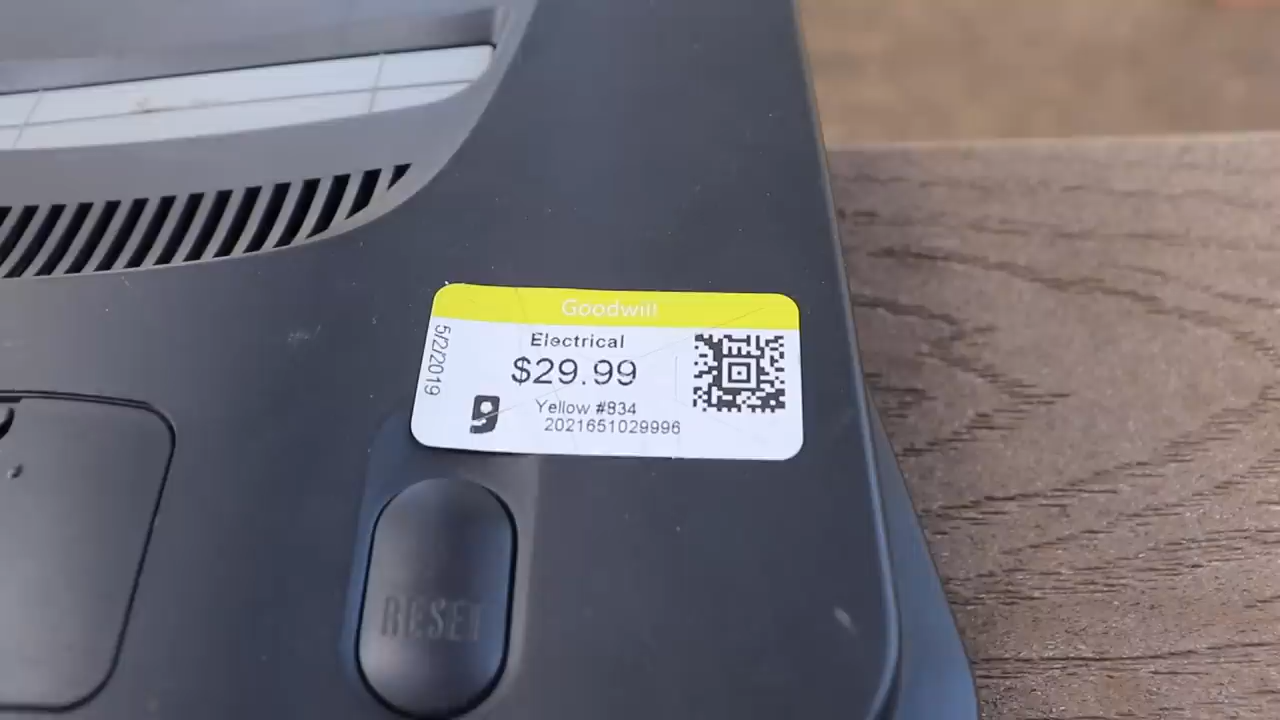 Goodwill
5/2/2019
Electrical
$29.99
Yellow #834
2021651029996
RESET